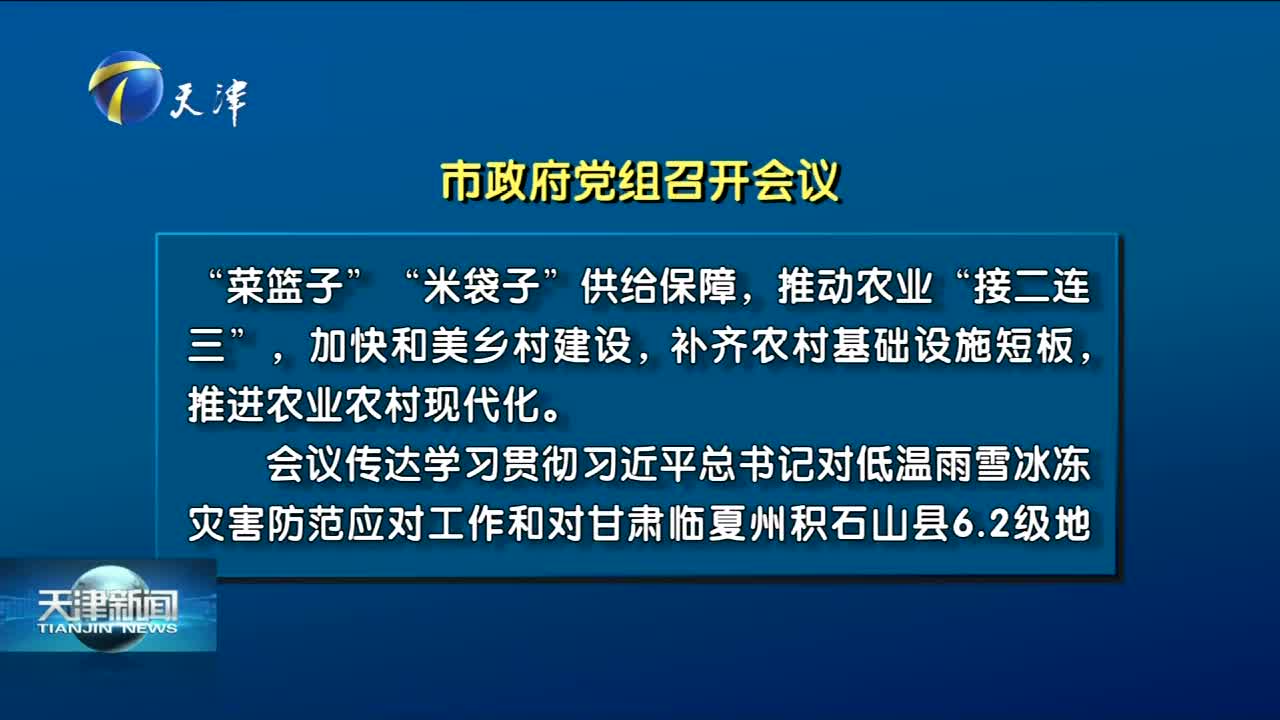 天津
市政府党组召开会议
“菜篮子”“米袋子”供给保障，推动农业“接二连
三”，加快和美乡村建设，补齐农村基础设施短板，
推进农业农村现代化。
会议传达学习贯彻习近平总书记对低温雨雪冰冻
灾害防范应对工作和对甘肃临夏州积石山县6.2级地
天津新闻
TIANJIN NEWS